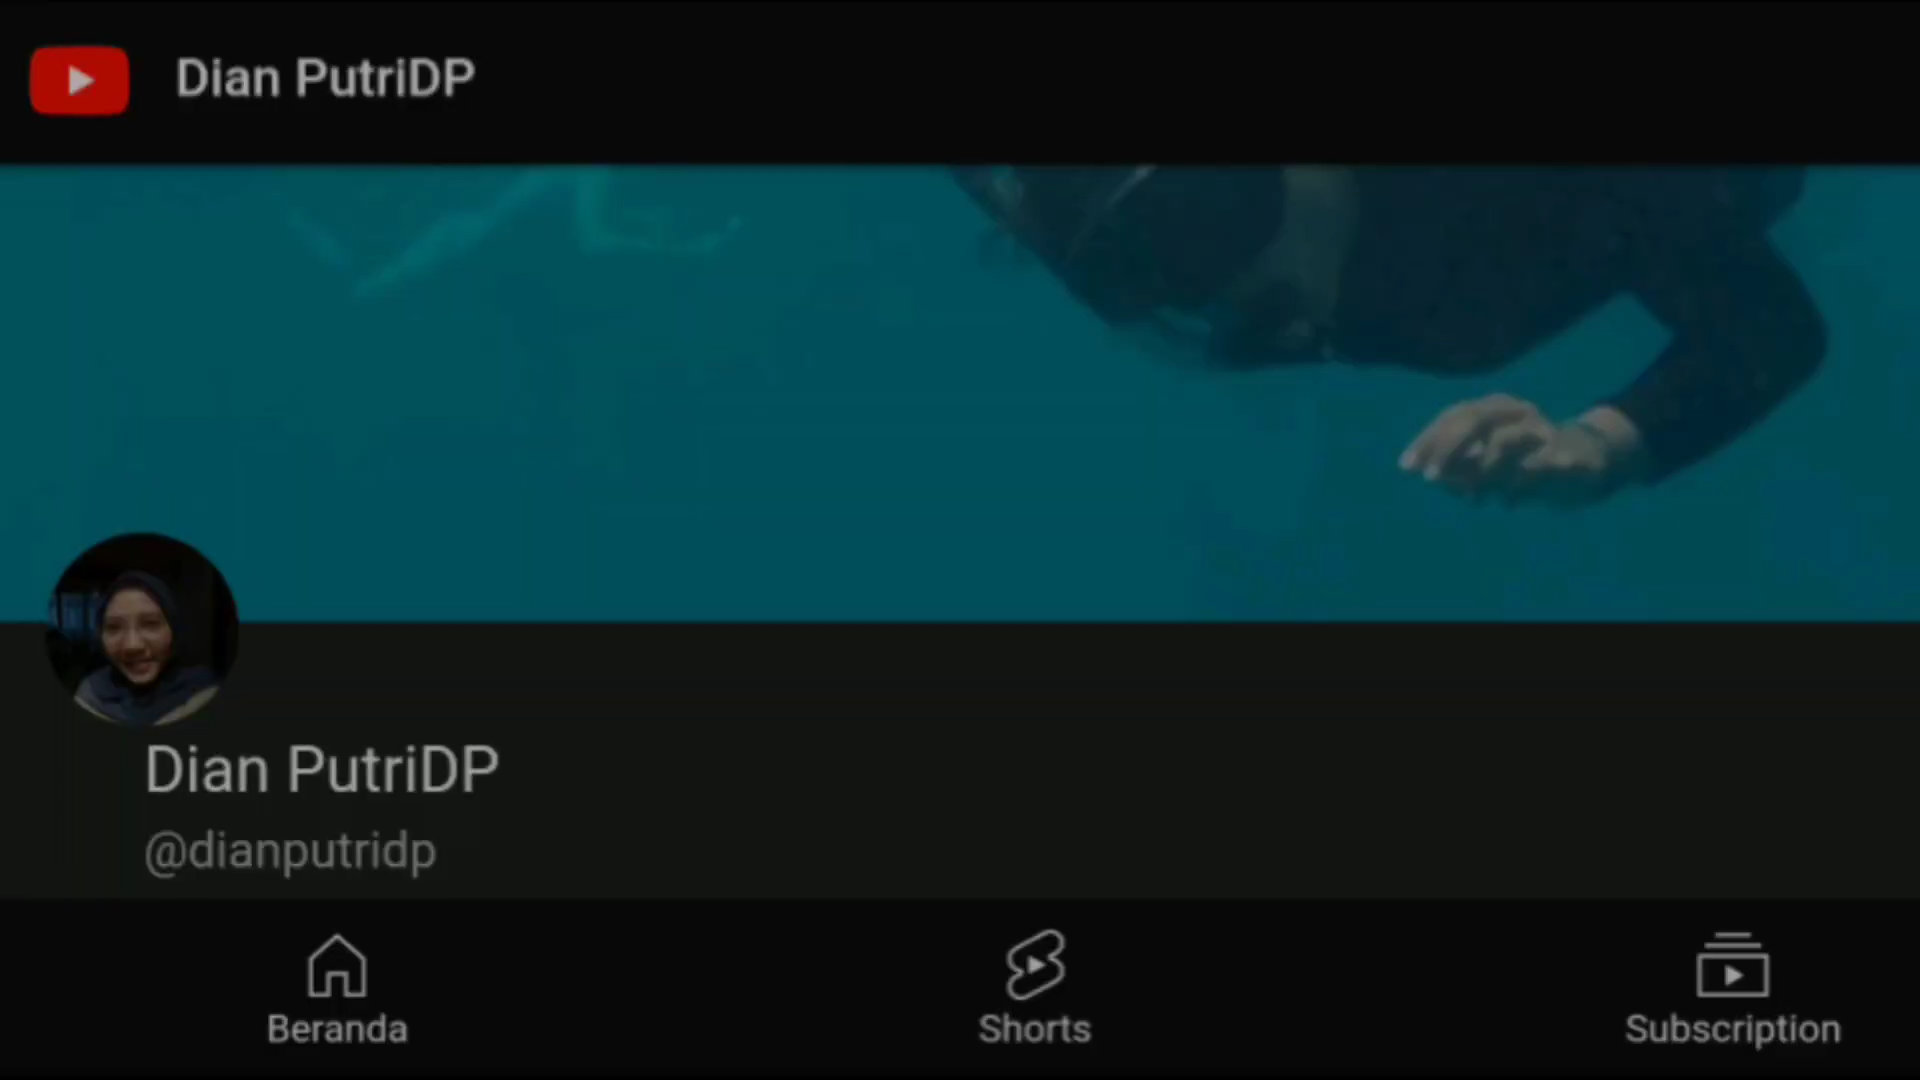 Dian PutriDP
Dian PutriDP
@dianputridp
Beranda
Shorts
Subscription